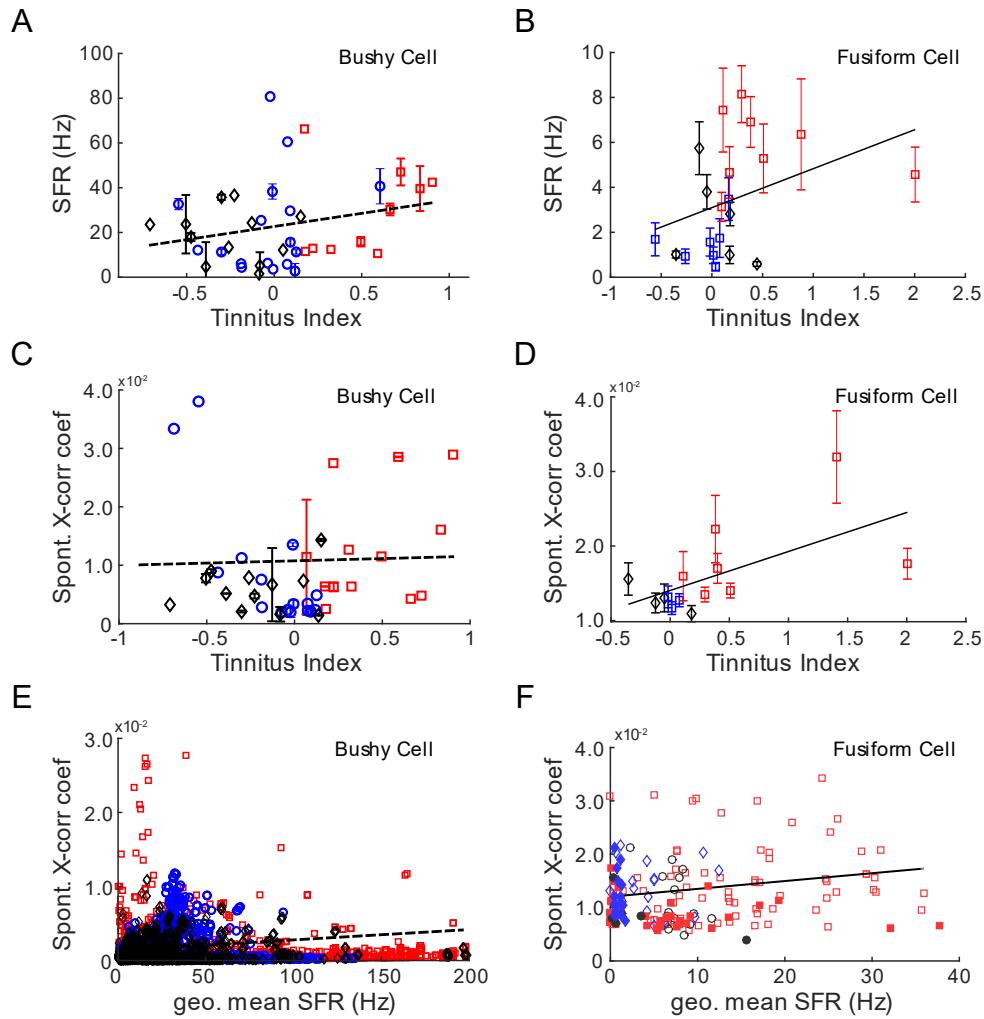 A
Bushy Cell
SFR (Hz)
100
80
60
40
20
0
-0.5
0
0.5
1
Tinnitus Index
B
Fusiform Cell
SFR (Hz)
10
8
6
4
2
0
-1
-0.5
0
0.5
1
1.5
2
2.5
Tinnitus Index
C
x10-2
Bushy Cell
Spont. X-corr coef
4.0
3.0
2.0
1.0
0
-1
-0.5
0
0.5
1
Tinnitus Index
D
x10-2
Fusiform Cell
Spont. X-corr coef
4.0
3.0
2.0
1.0
-0.5
0
0.5
1
1.5
2
2.5
Tinnitus Index
E
x10-2
Bushy Cell
Spont. X-corr coef
3.0
2.0
1.0
0
0
50
100
150
200
geo. mean SFR (Hz)
F
x10-2
Fusiform Cell
Spont. X-corr coef
4.0
3.0
2.0
1.0
0
0
10
20
30
40
geo. mean SFR (Hz)